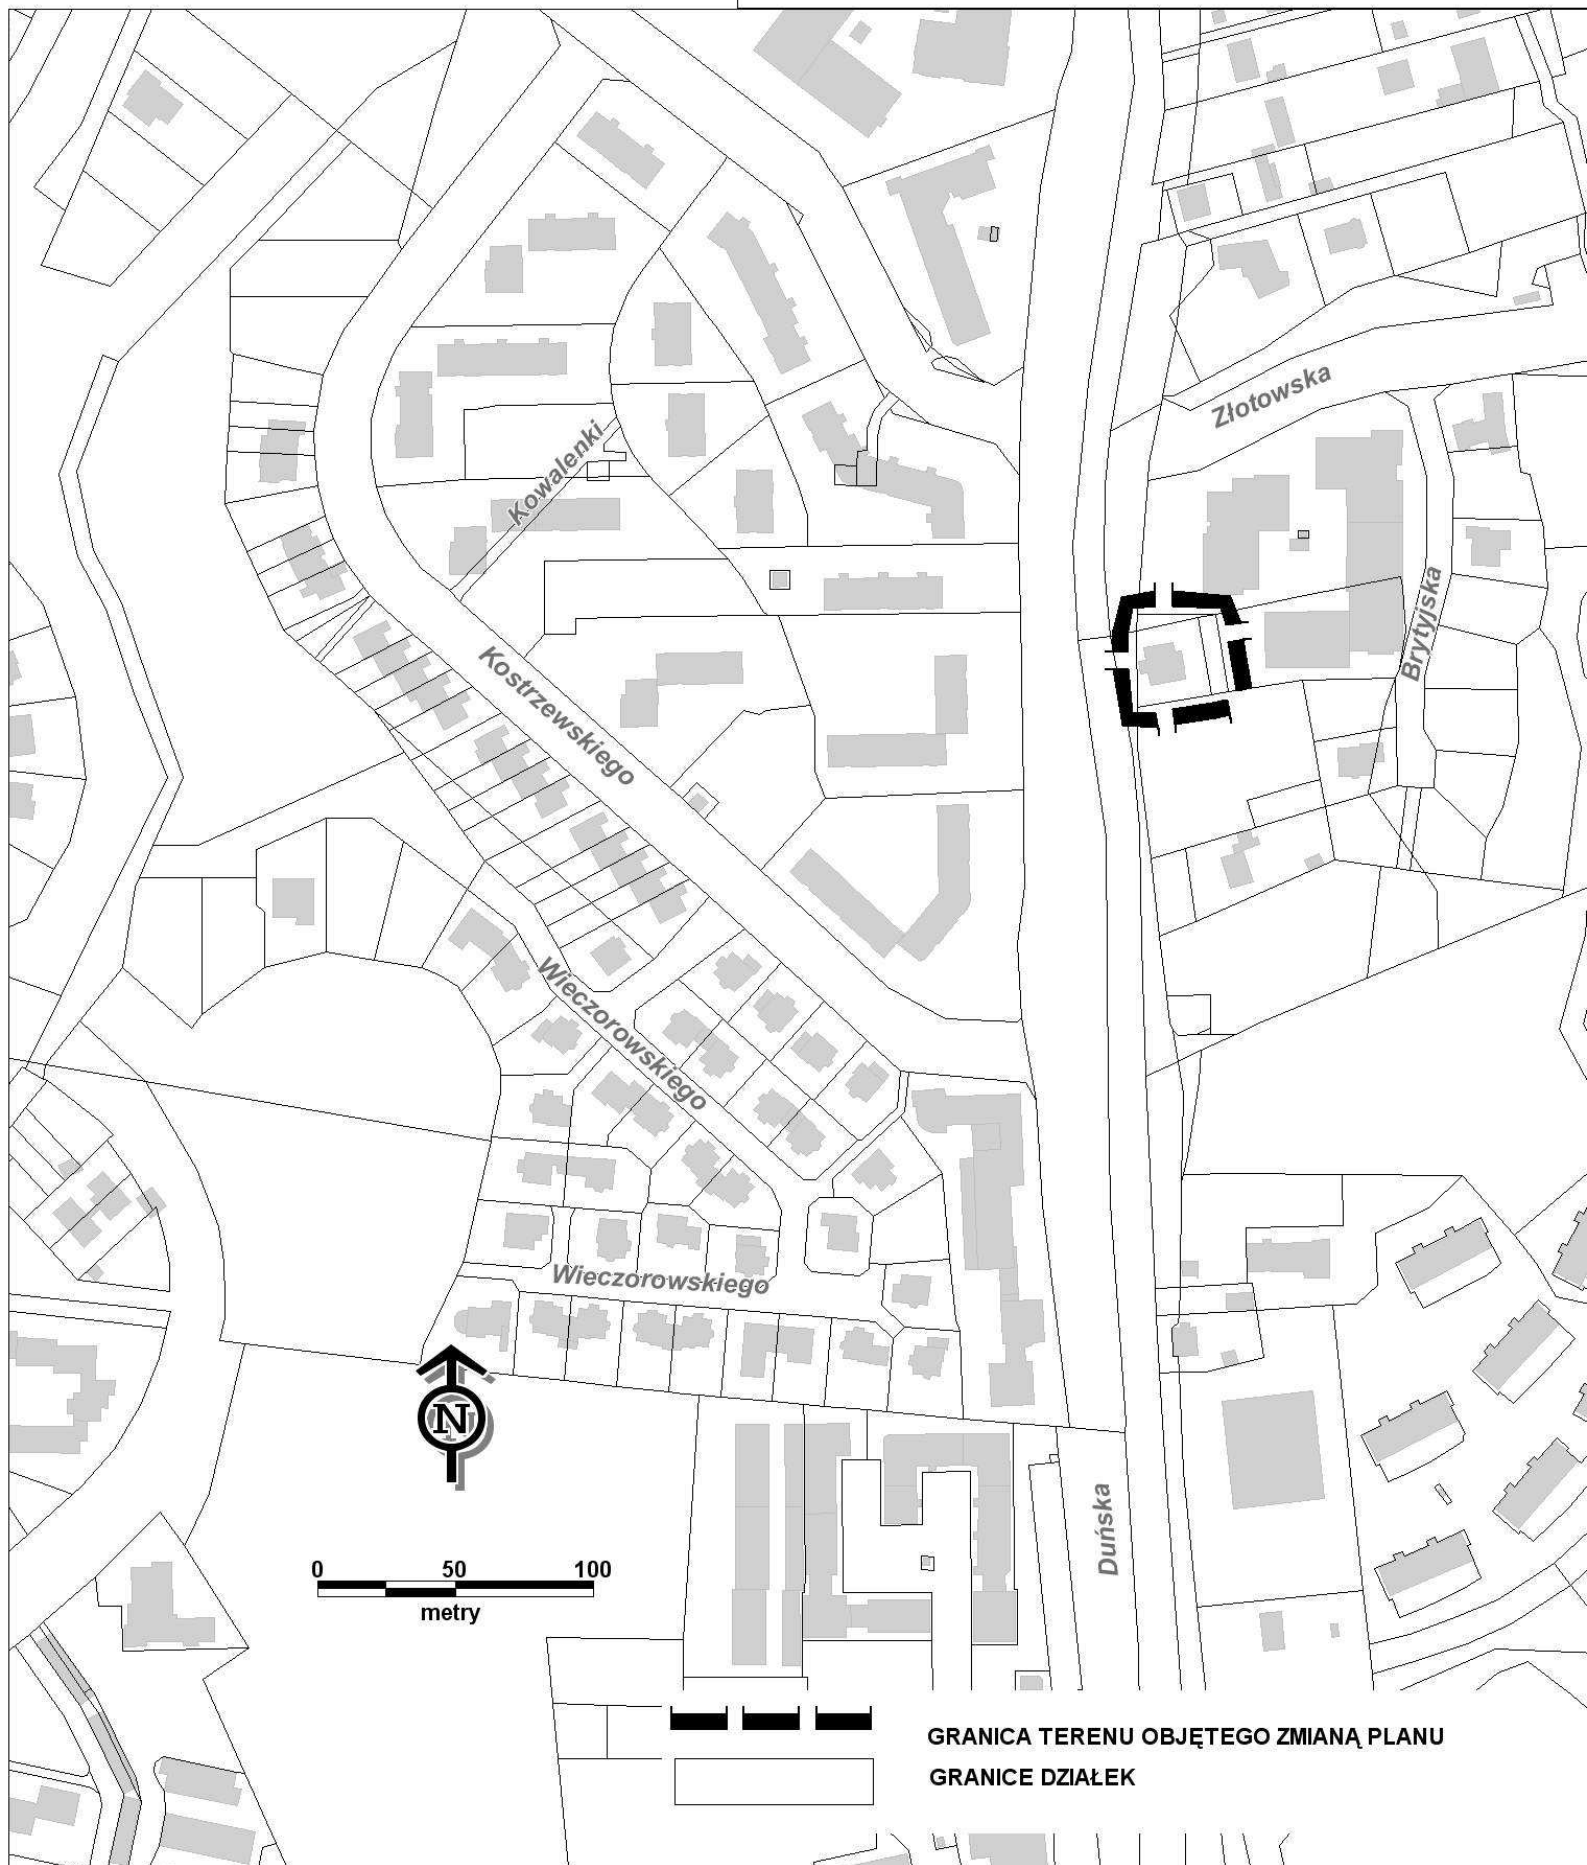 Złotowska
Kowalenki
Brytyjska
Kostrzewskiego
Wieczorowskiego
Wieczorowskiego
N
Duńska
0 50 100
metry
GRANICA TERENU OBJĘTEGO ZMIANĄ PLANU
GRANICE DZIAŁEK